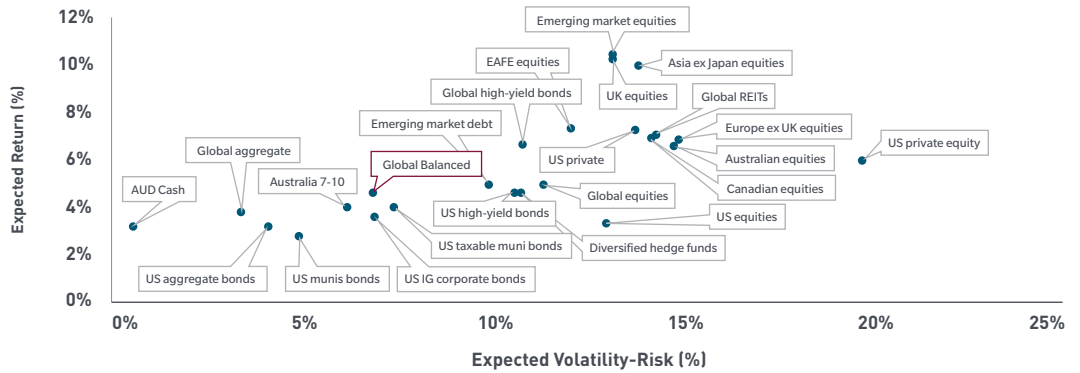 12%
Emerging market equities
10%
EAFE equities
Asia ex Japan equities
Global high-yield bonds
UK equities
Global REITs
8%
Emerging market debt
Europe ex UK equities
US private equity
Global aggregate
Global Balanced
US private
Australian equities
6%
AUD Cash
Australia 7-10
Canadian equities
Global equities
4%
US high-yield bonds
US equities
US taxable muni bonds
Diversified hedge funds
2%
US aggregate bonds
US munis bonds
US IG corporate bonds
0%
Expected Return (%)
0%
5%
10%
15%
20%
25%
Expected Volatility-Risk (%)